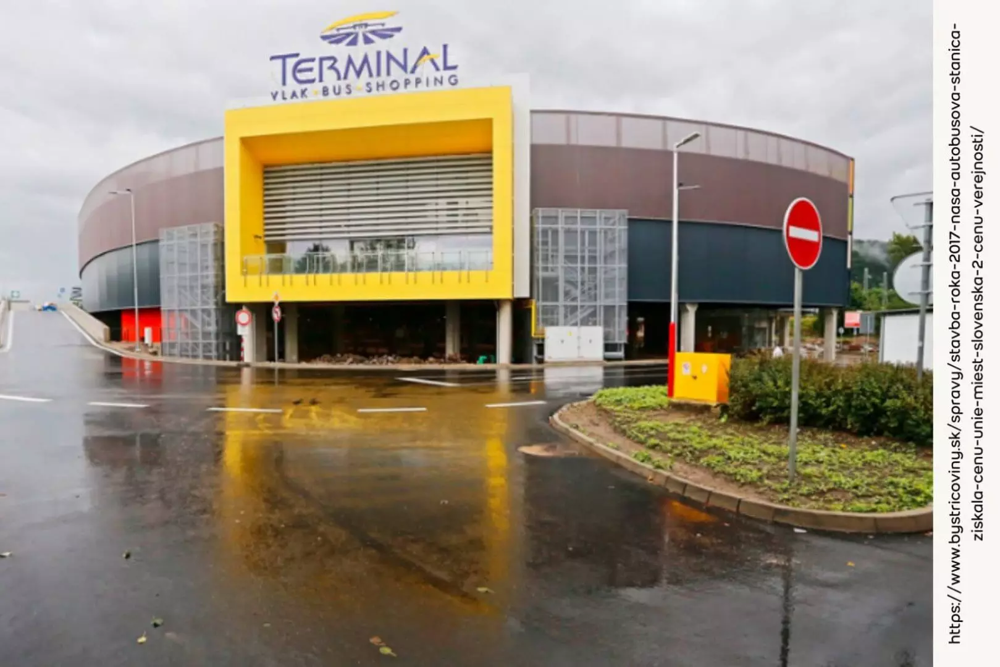 TERMINAL
VLAK • BUS • SHOPPING
https://www.bystricoviny.sk/spravy/stavba-roka-2017-nasa-autobusova-stanica-
ziskala-cenu-unie-miest-slovenska-2-cenu-verejnosti/